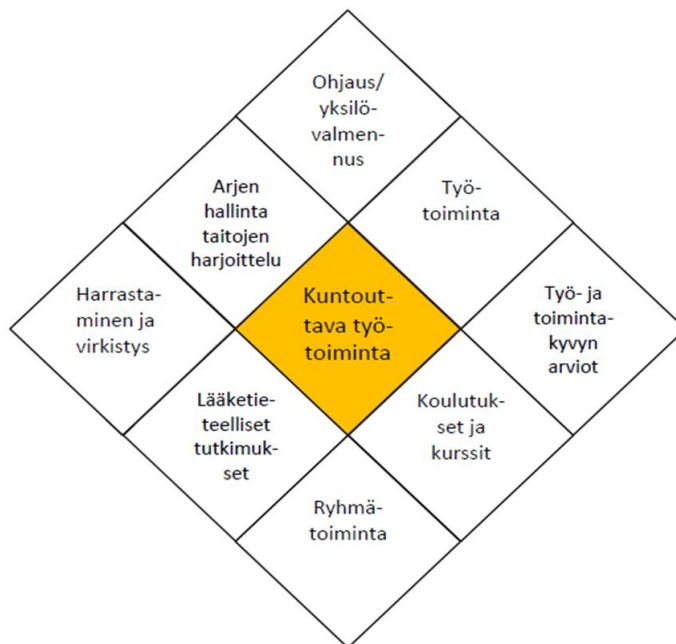 Ohjaus/
yksilö-
valmen-
nus
Arjen
hallinta
taitojen
harjoittelu
Työ-
toiminta
Harrasta-
minen ja
virkistys
Kuntout-
tava työ-
toiminta
Työ- ja
toiminta-
kyvyn
arviot
Lääketie-
teelliset
tutkimuk-
set
Koulutuk-
set ja
kurssit
Ryhmä-
toiminta